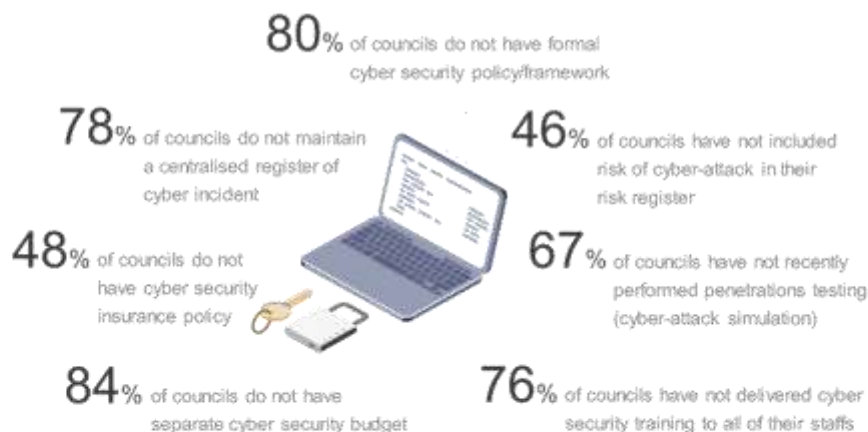 80% of councils do not have formal
cyber security policy/framework
78% of councils do not maintain
a centralised register of
cyber incident
46% of councils have not included
risk of cyber-attack in their
risk register
48% of councils do not
have cyber security
insurance policy
67% of councils have not recently
performed penetrations testing
(cyber-attack simulation)
84% of councils do not have
separate cyber security budget
76% of councils have not delivered cyber
security training to all of their staffs